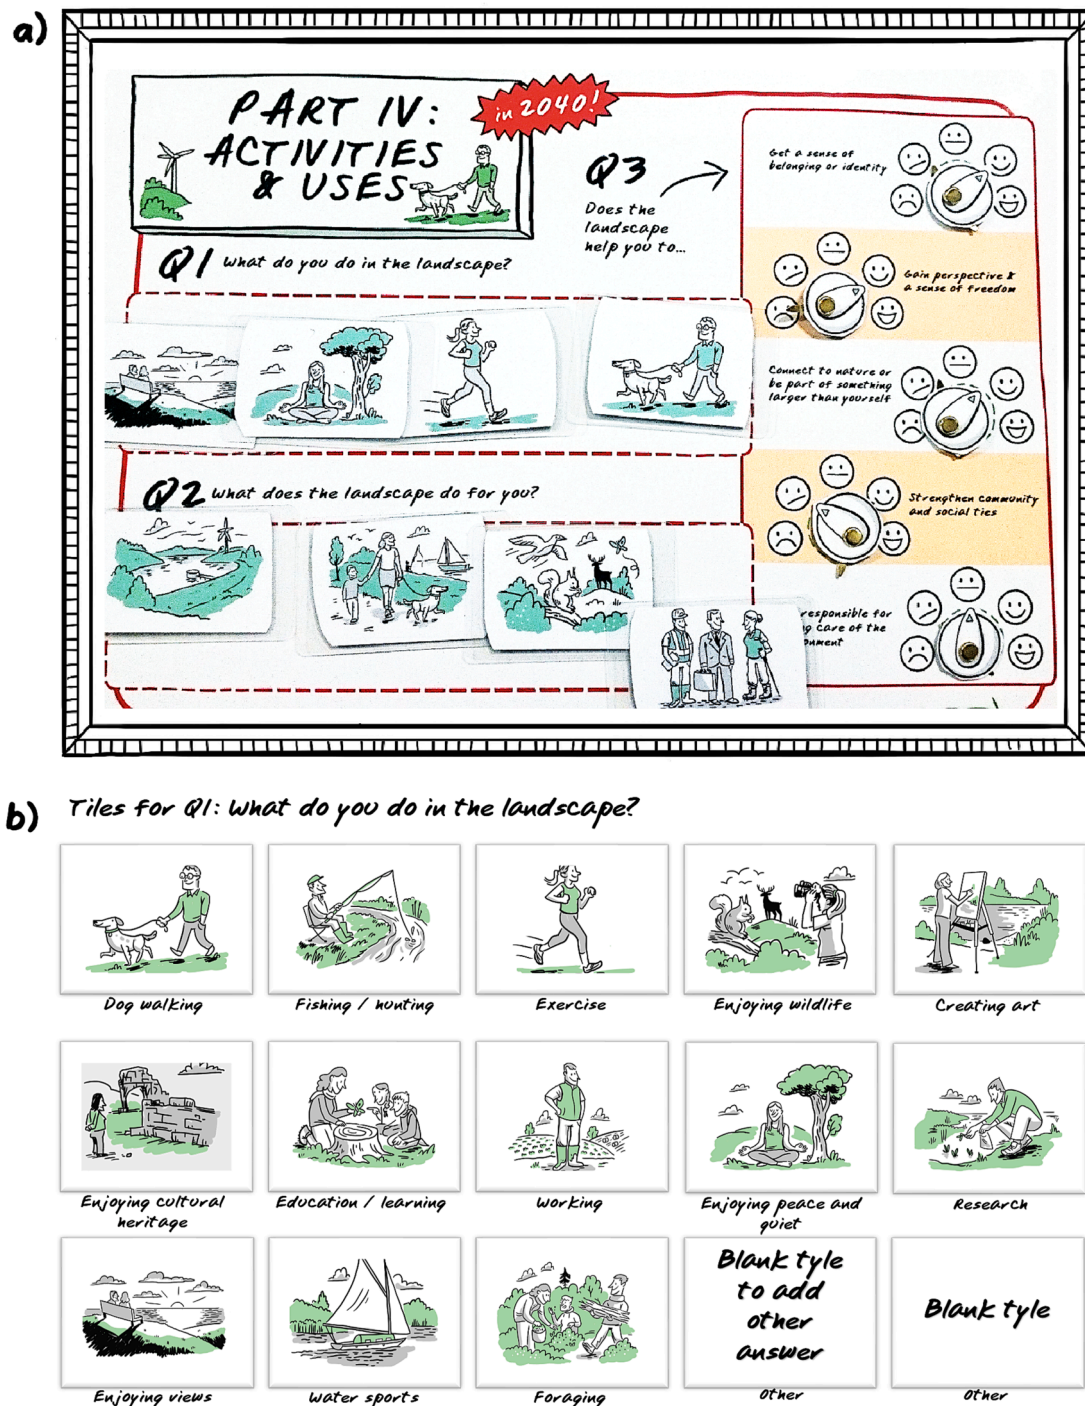 a)
PART IV:
ACTIVITIES
& USES
in 2040!
Q1 What do you do in the landscape?
Q2 What does the landscape do for you?
Q3
Does the
landscape
help you to...
Get a sense of
belonging or identity
Gain perspective &
a sense of freedom
Connect to nature or
be part of something
larger than yourself
Strengthen community
and social ties
responsible for
care of the
b) Tiles for Q1: What do you do in the landscape?
Dog walking
Fishing / hunting
Exercise
Enjoying wildlife
Creating art
Enjoying cultural
heritage
Education / learning
Working
Enjoying peace and
quiet
Research
Enjoying views
Water sports
Foraging
Blank tyle
to add
other
answer
Other
Blank tyle
Other